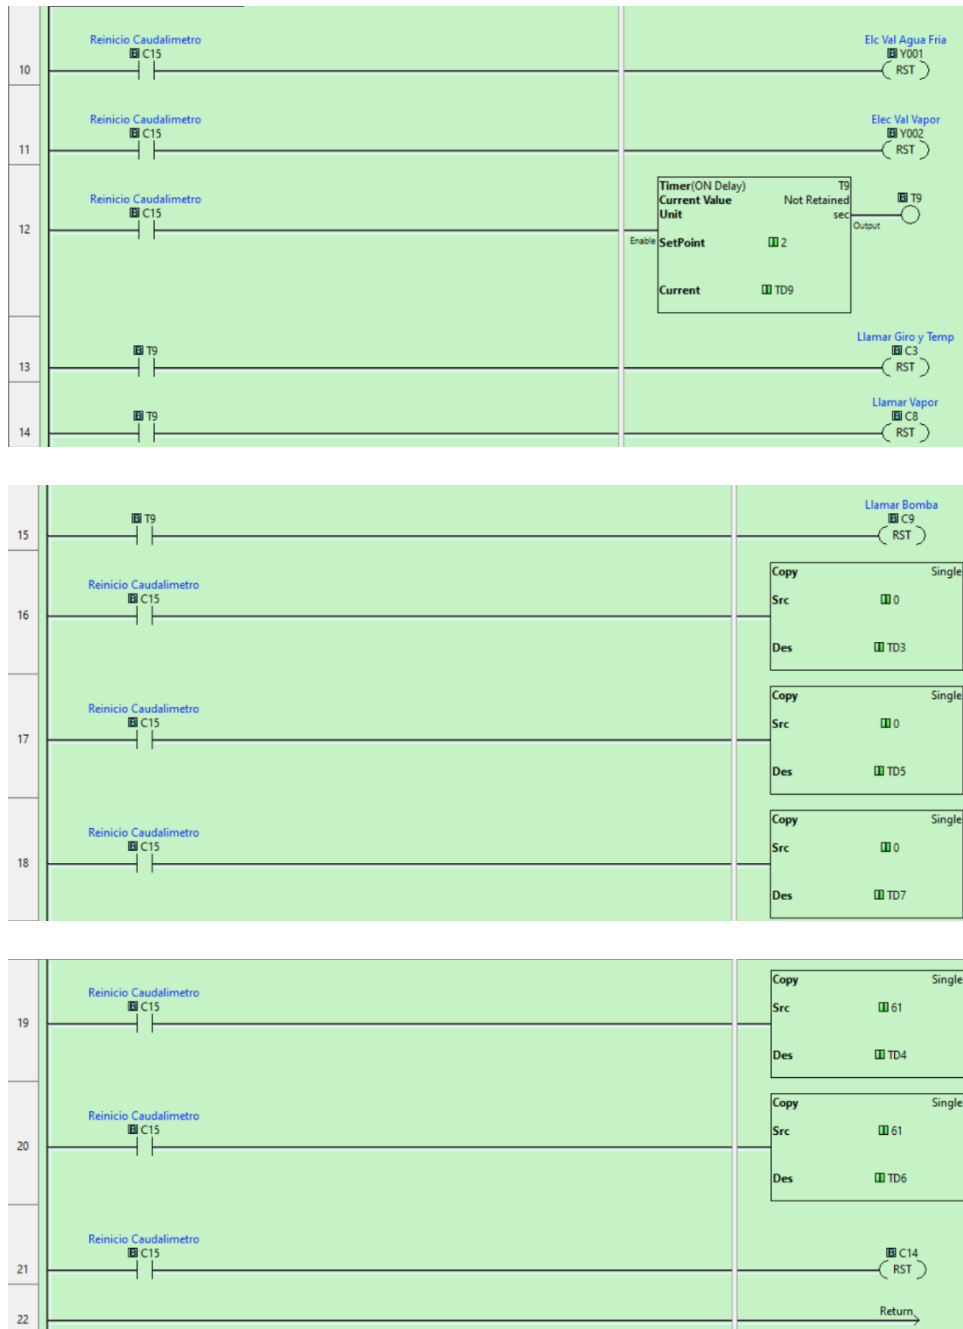 Reinicio Caudalimetro
C15
Elc Val Agua Fria
Y001
10
RST
Reinicio Caudalimetro
C15
Elec Val Vapor
Y002
11
RST
Reinicio Caudalimetro
C15
12
Timer(ON Delay) T9
Current Value Not Retained
Unit sec
Enable SetPoint 2
Current TD9
T9
Output
T9
Llamar Giro y Temp
C3
13
RST
T9
Llamar Vapor
C8
14
RST
T9
Llamar Bomba
C9
15
RST
Reinicio Caudalimetro
C15
16
Copy Single
Src 0
Des TD3
Reinicio Caudalimetro
C15
17
Copy Single
Src 0
Des TD5
Reinicio Caudalimetro
C15
18
Copy Single
Src 0
Des TD7
Reinicio Caudalimetro
C15
19
Copy Single
Src 61
Des TD4
Reinicio Caudalimetro
C15
20
Copy Single
Src 61
Des TD6
Reinicio Caudalimetro
C15
C14
21
RST
22
Return